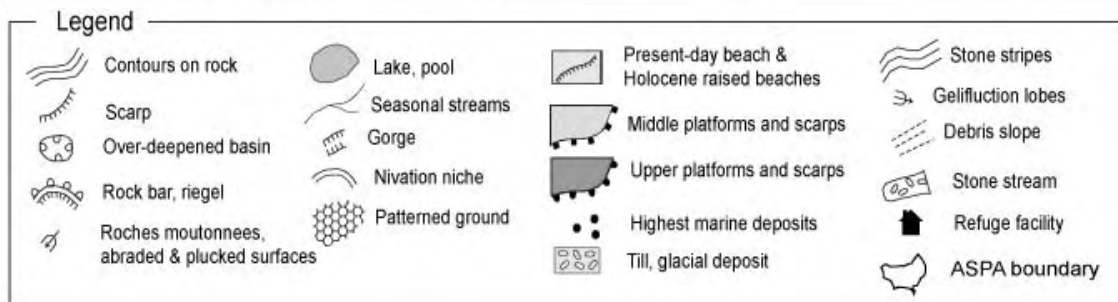 Legend
Contours on rock
Scarp
Over-deepened basin
Rock bar, riegel
Roches moutonnees,
abraded & plucked surfaces
Lake, pool
Seasonal streams
Gorge
Nivation niche
Patterned ground
Present-day beach &
Holocene raised beaches
Middle platforms and scarps
Upper platforms and scarps
Highest marine deposits
Till, glacial deposit
Stone stripes
Gelifluction lobes
Debris slope
Stone stream
Refuge facility
ASPA boundary